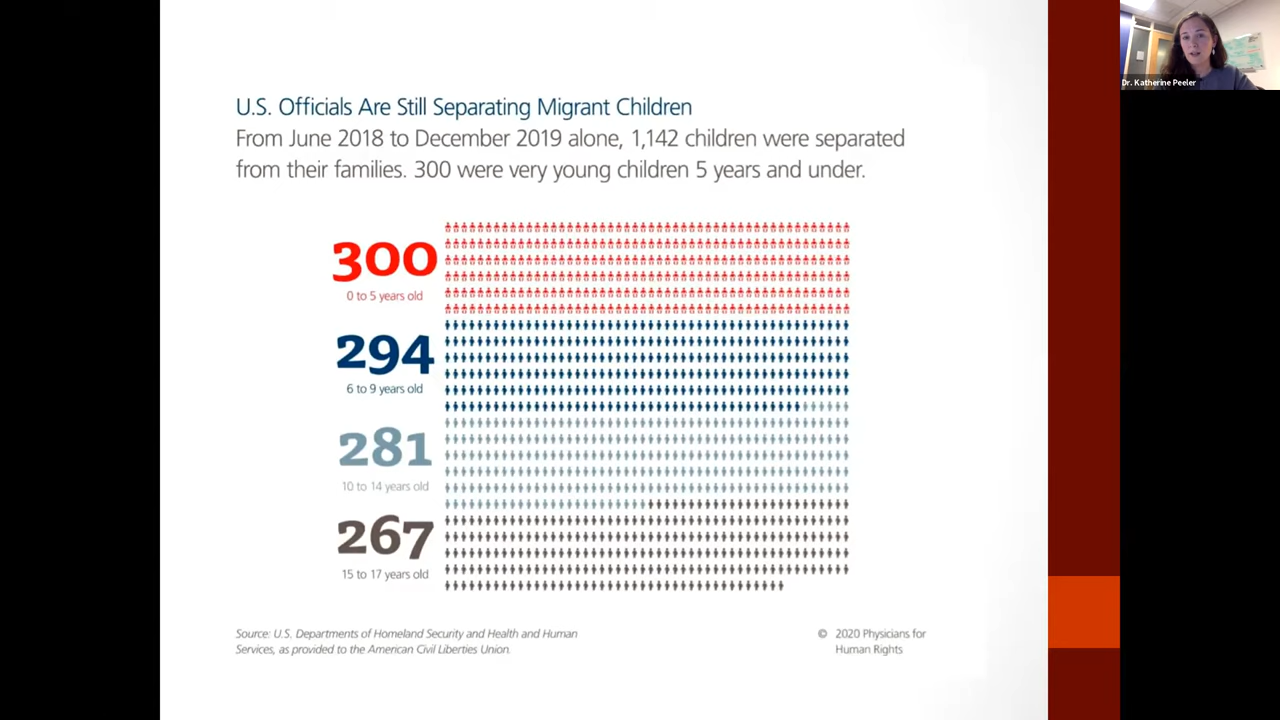 U.S. Officials Are Still Separating Migrant Children
From June 2018 to December 2019 alone, 1,142 children were separated
from their families. 300 were very young children 5 years and under.
300
0 to 5 years old
294
6 to 9 years old
281
10 to 14 years old
267
15 to 17 years old
Source: U.S. Departments of Homeland Security and Health and Human
Services, as provided to the American Civil Liberties Union.
© 2020 Physicians for
Human Rights
Dr. Katherine Peeler